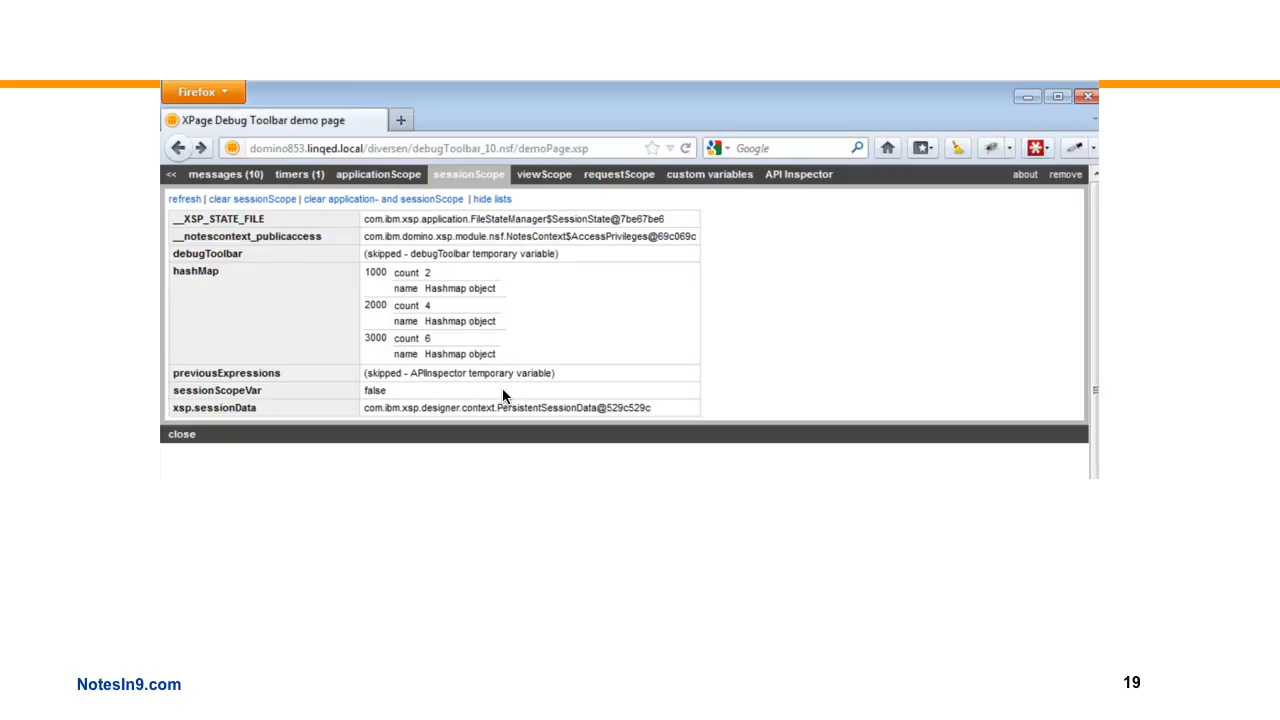 Firefox
XPage Debug Toolbar demo page
domino853.linqed.local/diversen/debugToolbar_10.nsf/demoPage.xsp
Google
<< messages (10) timers (1) applicationScope sessionScope viewScope requestScope custom variables API Inspector about remove
refresh | clear sessionScope | clear application- and sessionScope | hide lists
__XSP_STATE_FILE com.ibm.xsp.application.FileStateManager$SessionState@7be67be6
__notescontext_publicaccess com.ibm.domino.xsp.module.nsf.NotesContext$AccessPrivileges@69c069c
debugToolbar (skipped - debugToolbar temporary variable)
hashMap 1000 count 2
name Hashmap object
2000 count 4
name Hashmap object
3000 count 6
name Hashmap object
previousExpressions (skipped - APIInspector temporary variable)
sessionScopeVar false
xsp.sessionData com.ibm.xsp.designer.context.PersistentSessionData@529c529c
close
NotesIn9.com
19